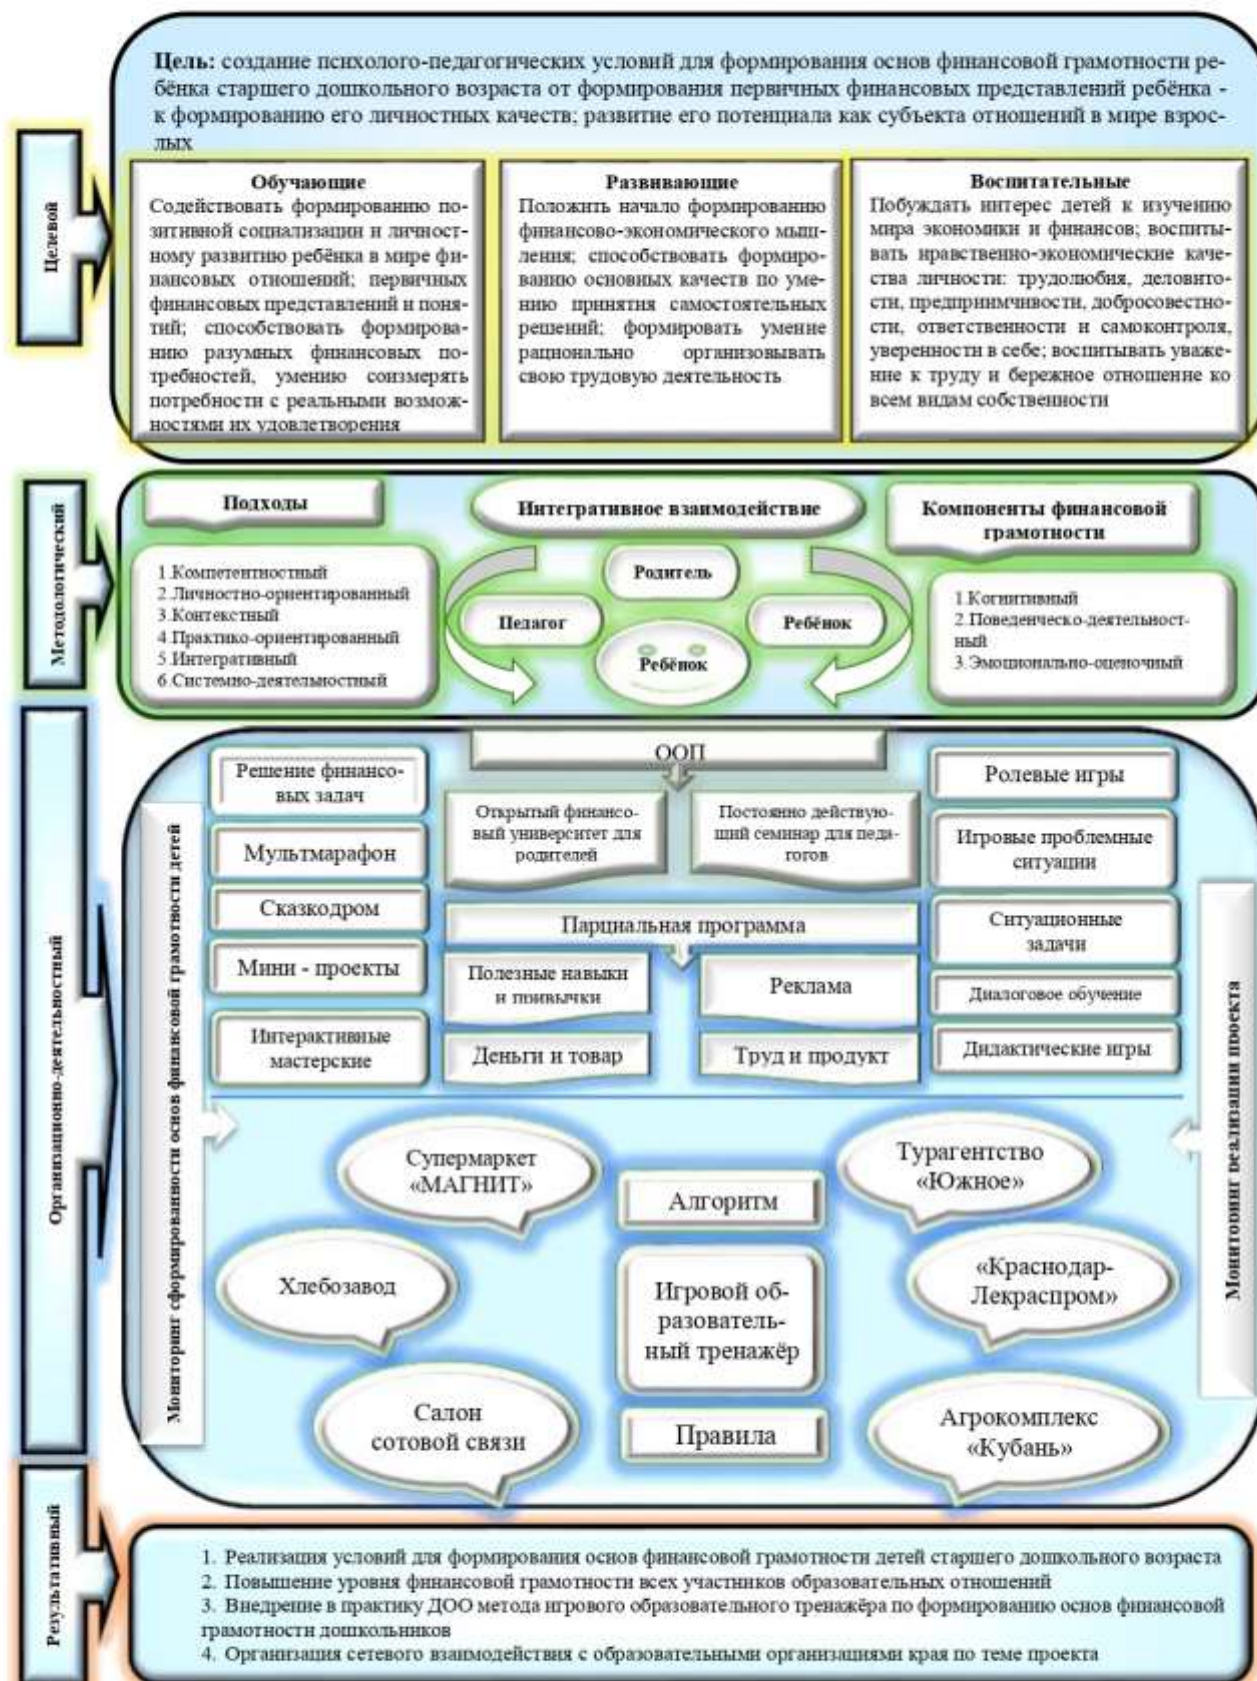 Цель: создание психолого-педагогических условий для формирования основ финансовой грамотности ре-
бёнка старшего дошкольного возраста от формирования первичных финансовых представлений ребёнка -
к формированию его личностных качеств; развитие его потенциала как субъекта отношений в мире взрос-
лых
Целевой
Обучающие
Содействовать формированию по-
зитивной социализации и личност-
ному развитию ребёнка в мире фи-
нансовых отношений; первичных
финансовых представлений и поня-
тий; способствовать формирова-
нию разумных финансовых по-
требностей, умению соизмерять
потребности с реальными возмож-
ностями их удовлетворения
Развивающие
Положить начало формированию
финансово-экономического мыш-
ления; способствовать формиро-
ванию основных качеств по уме-
нию принятия самостоятельных
решений; формировать умение
рационально организовывать
свою трудовую деятельность
Воспитательные
Побуждать интерес детей к изучению
мира экономики и финансов; воспиты-
вать нравственно-экономические каче-
ства личности: трудолюбия, деловито-
сти, предприимчивости, добросовестно-
сти, ответственности и самоконтроля,
уверенности в себе; воспитывать уваже-
ние к труду и бережное отношение ко
всем видам собственности
Методологический
Подходы
1.Компетентностный
2.Личностно-ориентированный
3.Контекстный
4.Практико-ориентированный
5.Интегративный
6.Системно-деятельностный
Интегративное взаимодействие
Родитель
Педагог
Ребёнок
Ребёнок
Компоненты финансовой
грамотности
1.Когнитивный
2.Поведенческо-деятельност-
ный
3.Эмоционально-оценочный
Организационно-деятельностный
Мониторинг сформированности основ финансовой грамотности детей
Решение финансо-
вых задач
Мультмарафон
Сказкодром
Мини - проекты
Интерактивные
мастерские
ООП
Открытый финансо-
вый университет для
родителей
Постоянно действую-
щий семинар для педа-
гогов
Парциальная программа
Полезные навыки
и привычки
Реклама
Деньги и товар
Труд и продукт
Ролевые игры
Игровые проблемные
ситуации
Ситуационные
задачи
Диалоговое обучение
Дидактические игры
Мониторинг реализации проекта
Супермаркет
«МАГНИТ»
Хлебозавод
Салон
сотовой связи
Алгоритм
Игровой об-
разователь-
ный тренажёр
Правила
Турагентство
«Южное»
«Краснодар-
Лекраспром»
Агрокомплекс
«Кубань»
Результативный
1. Реализация условий для формирования основ финансовой грамотности детей старшего дошкольного возраста
2. Повышение уровня финансовой грамотности всех участников образовательных отношений
3. Внедрение в практику ДОО метода игрового образовательного тренажёра по формированию основ финансовой
грамотности дошкольников
4. Организация сетевого взаимодействия с образовательными организациями края по теме проекта